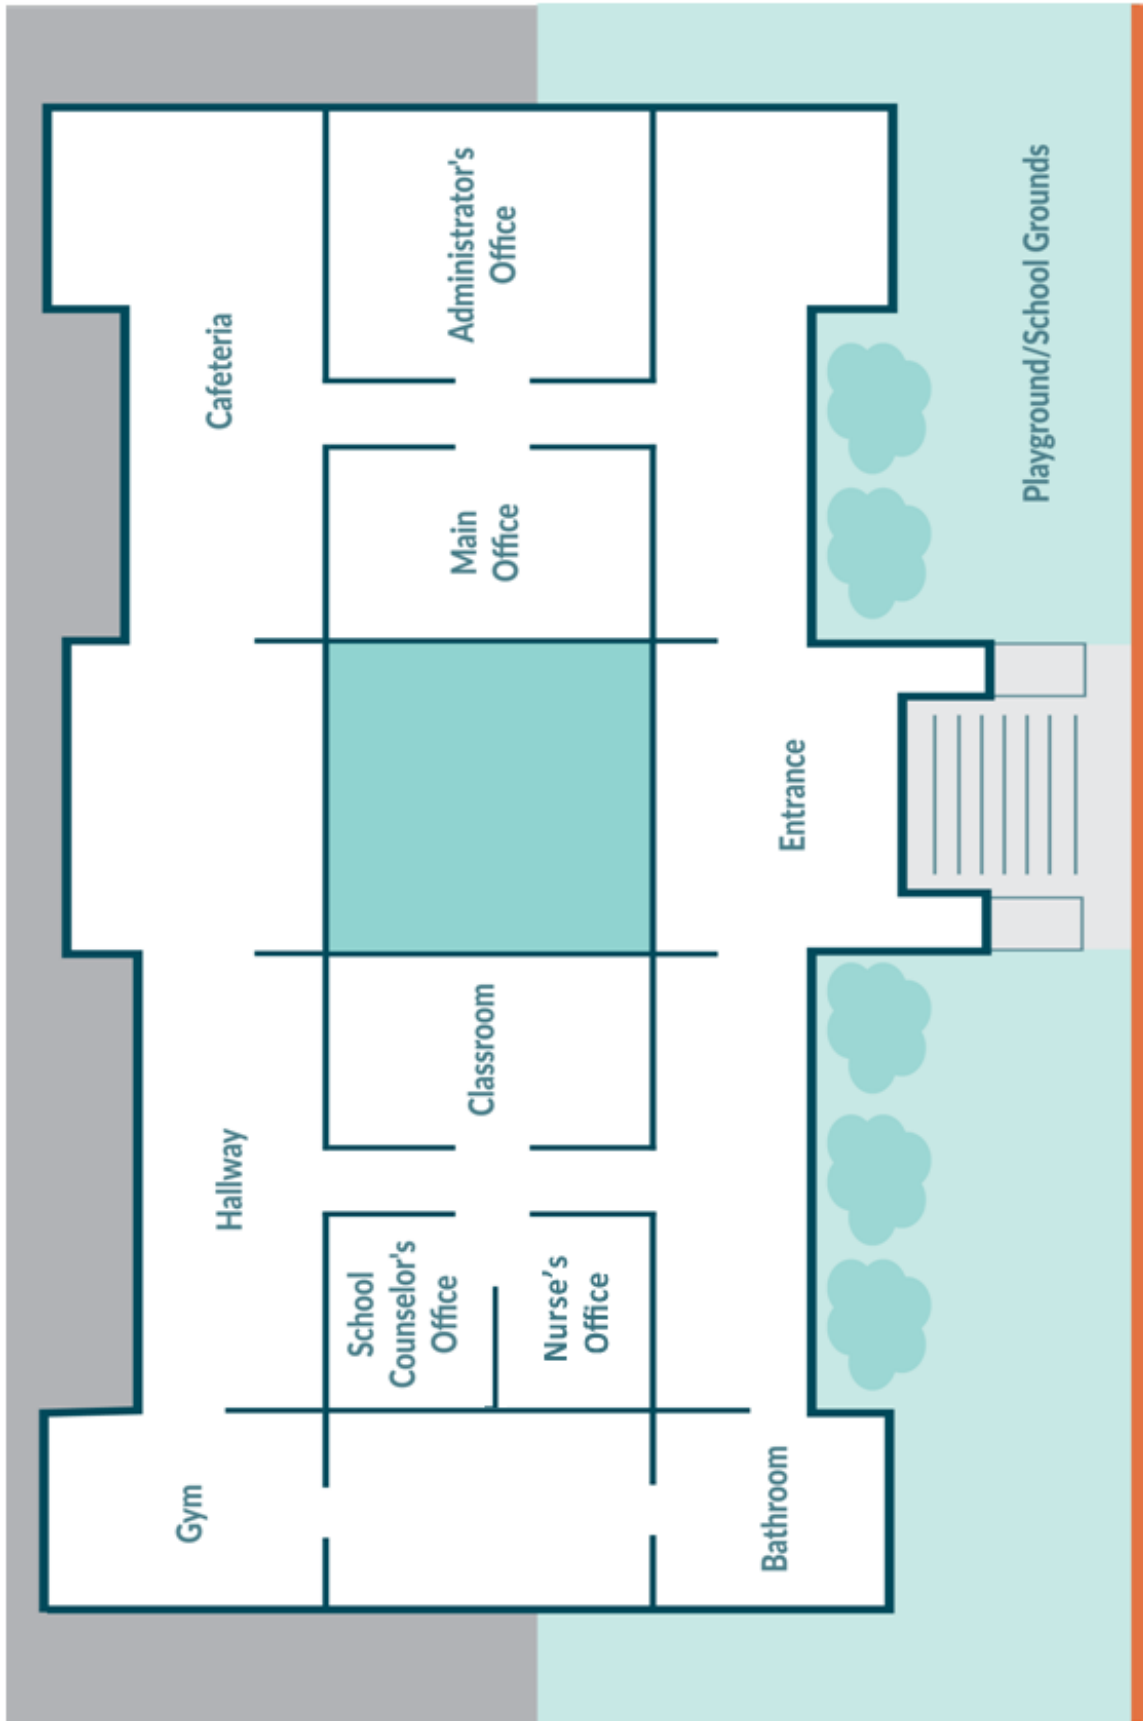 Gym
Hallway
Cafeteria
School
Counselor's
Office
Nurse's
Office
Classroom
Main
Office
Administrator's
Office
Bathroom
Entrance
Playground/School Grounds